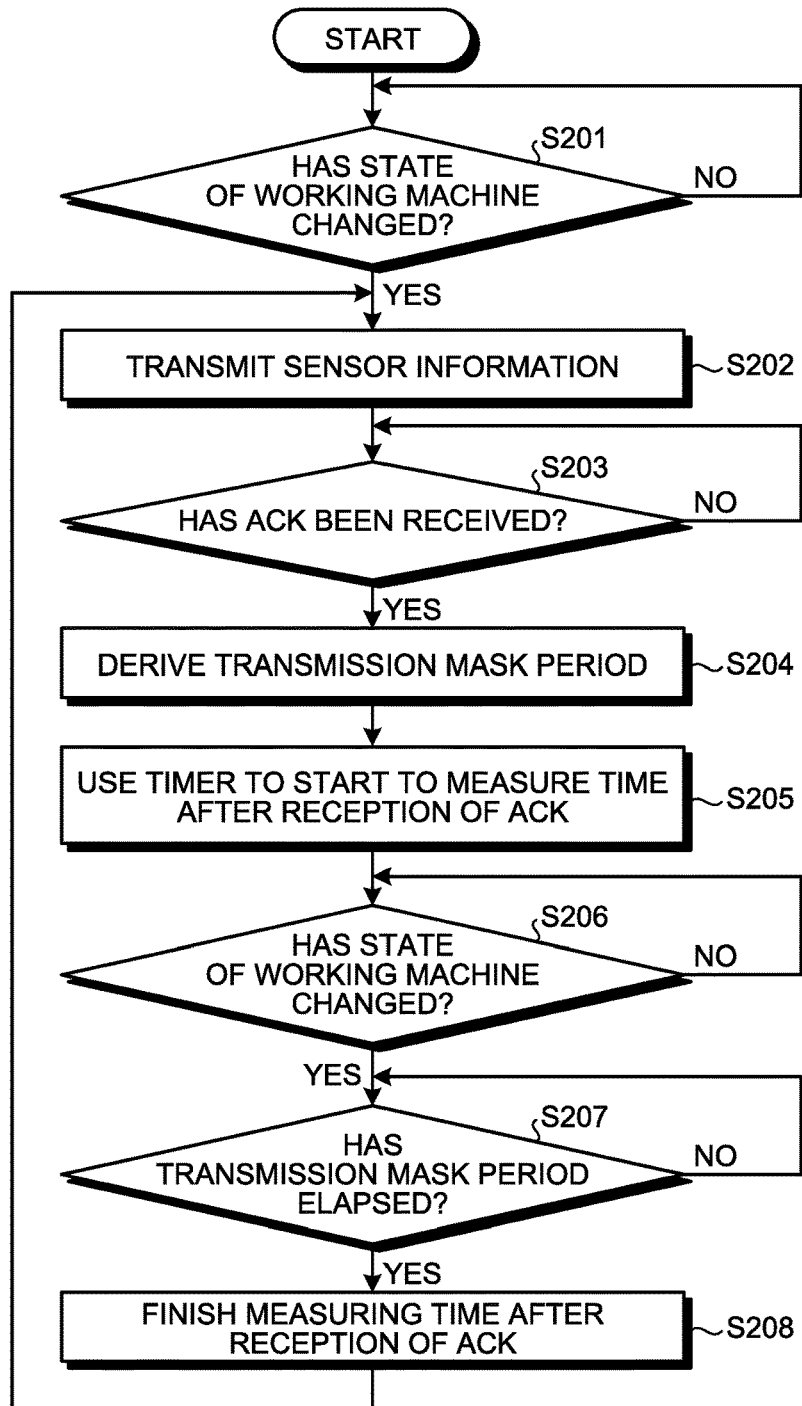 START
S201
HAS STATE
OF WORKING MACHINE
CHANGED?
NO
YES
TRANSMIT SENSOR INFORMATION
S202
S203
HAS ACK BEEN RECEIVED?
NO
YES
DERIVE TRANSMISSION MASK PERIOD
S204
USE TIMER TO START TO MEASURE TIME
AFTER RECEPTION OF ACK
S205
S206
HAS STATE
OF WORKING MACHINE
CHANGED?
NO
YES
S207
HAS
TRANSMISSION MASK PERIOD
ELAPSED?
NO
YES
FINISH MEASURING TIME AFTER
RECEPTION OF ACK
S208